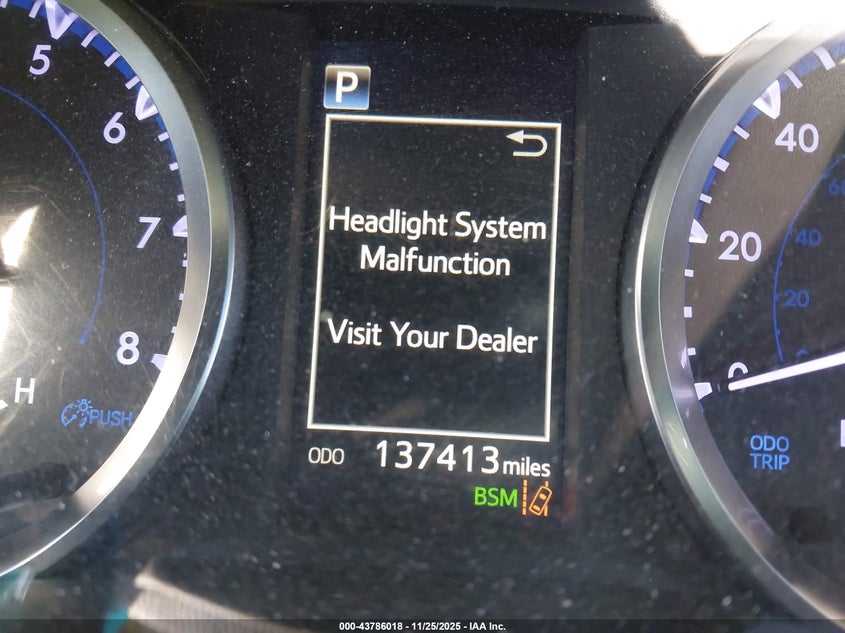 5
6
7
8
H
PUSH
P
Headlight System
Malfunction
Visit Your Dealer
ODO 137413 miles
BSM
40
20
0
60
40
20
ODO
TRIP
000-43786018 - 11/25/2025 - IAA Inc.